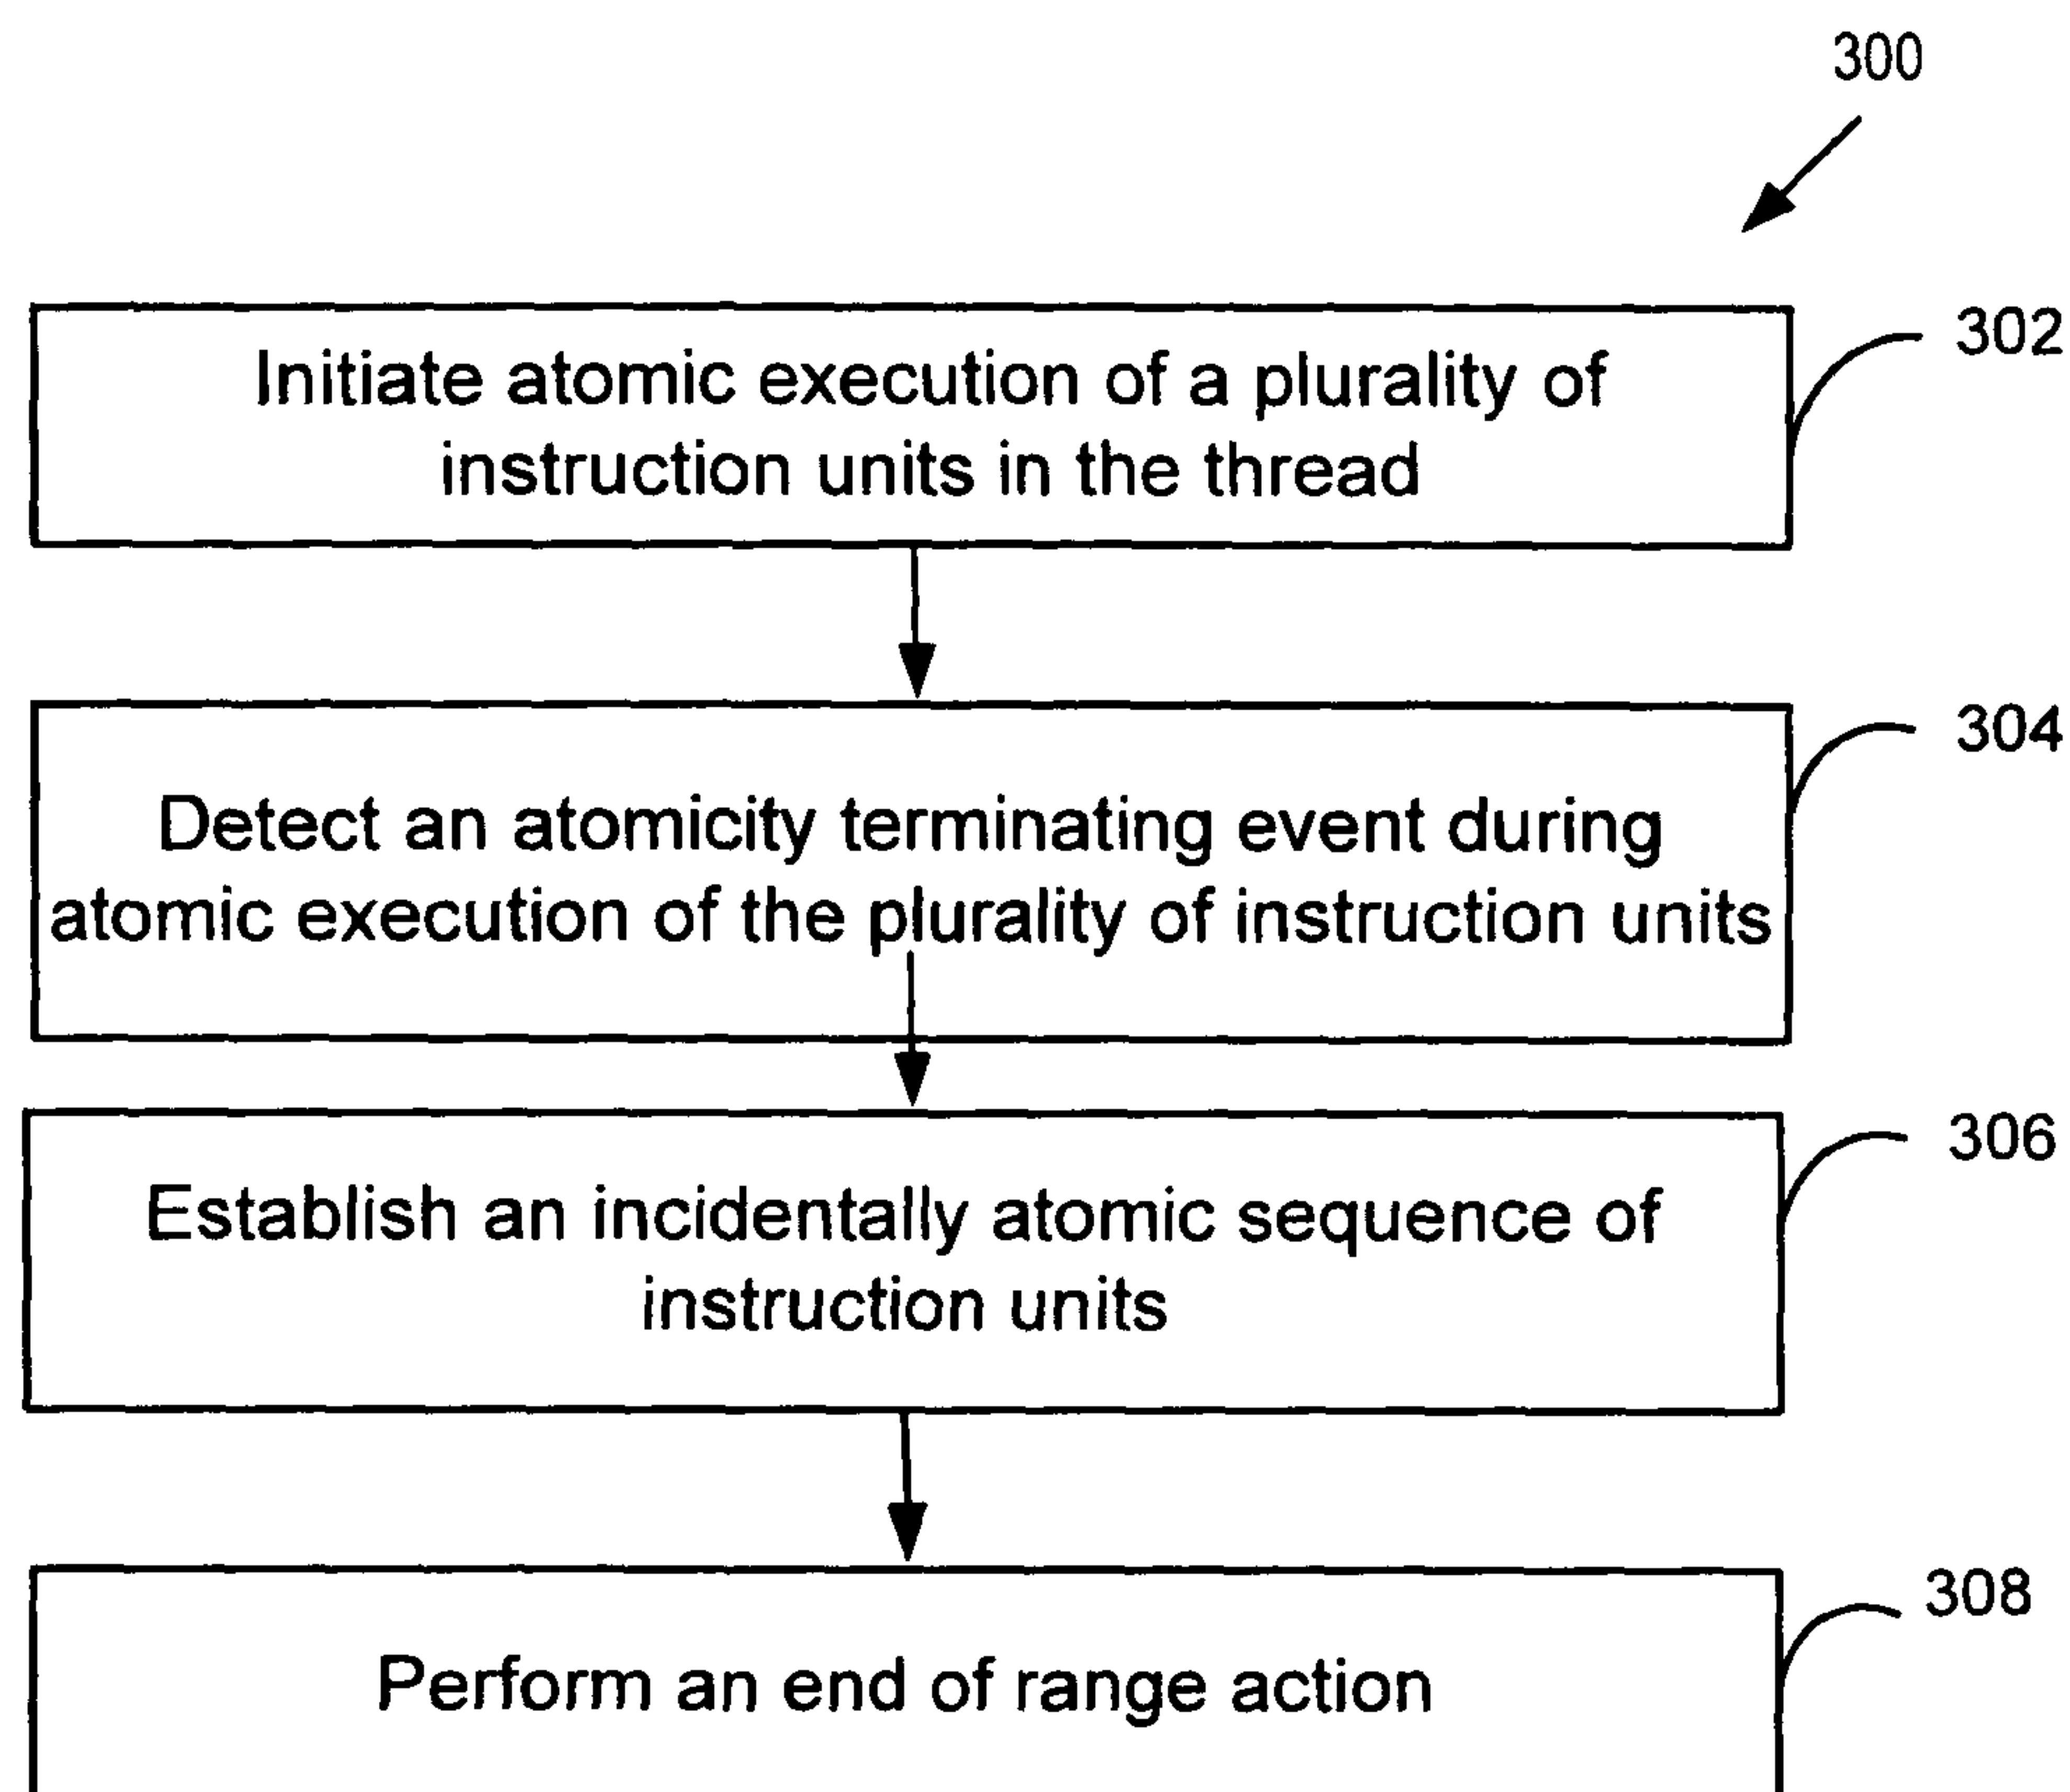 300
302
Initiate atomic execution of a plurality of
instruction units in the thread
304
Detect an atomicity terminating event during
atomic execution of the plurality of instruction units
306
Establish an incidentally atomic sequence of
instruction units
308
Perform an end of range action